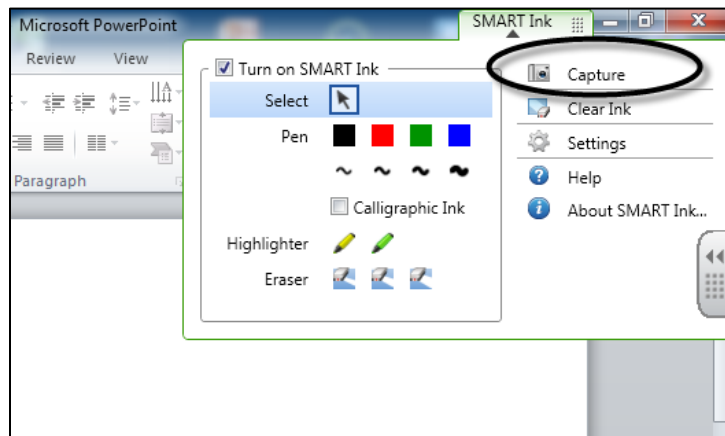 Microsoft PowerPoint
SMART Ink
Review View
Paragraph
Turn on SMART Ink
Select
Pen
Calligraphic Ink
Highlighter
Eraser
Capture
Clear Ink
Settings
Help
About SMART Ink...